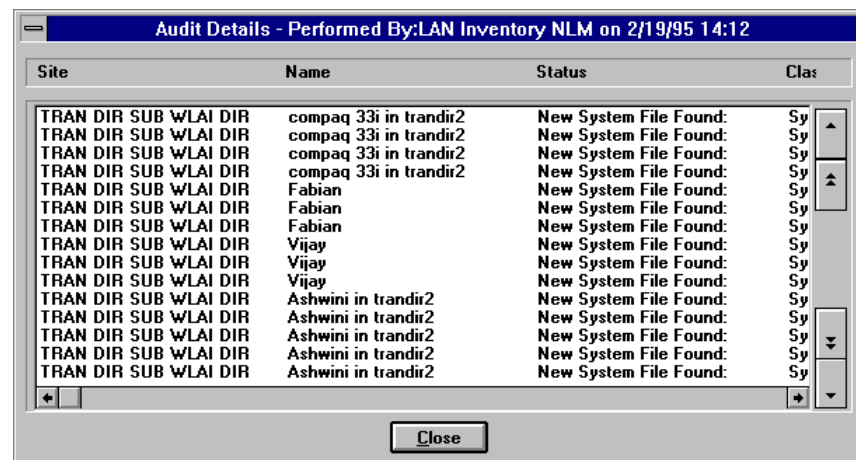 Audit Details - Performed By:LAN Inventory NLM on 2/19/95 14:12
Site Name Status Clas
TRAN DIR SUB WLAI DIR compaq 33i in trandir2 New System File Found: Sy
TRAN DIR SUB WLAI DIR compaq 33i in trandir2 New System File Found: Sy
TRAN DIR SUB WLAI DIR compaq 33i in trandir2 New System File Found: Sy
TRAN DIR SUB WLAI DIR compaq 33i in trandir2 New System File Found: Sy
TRAN DIR SUB WLAI DIR Fabian New System File Found: Sy
TRAN DIR SUB WLAI DIR Fabian New System File Found: Sy
TRAN DIR SUB WLAI DIR Fabian New System File Found: Sy
TRAN DIR SUB WLAI DIR Vijay New System File Found: Sy
TRAN DIR SUB WLAI DIR Vijay New System File Found: Sy
TRAN DIR SUB WLAI DIR Vijay New System File Found: Sy
TRAN DIR SUB WLAI DIR Ashwini in trandir2 New System File Found: Sy
TRAN DIR SUB WLAI DIR Ashwini in trandir2 New System File Found: Sy
TRAN DIR SUB WLAI DIR Ashwini in trandir2 New System File Found: Sy
TRAN DIR SUB WLAI DIR Ashwini in trandir2 New System File Found: Sy
TRAN DIR SUB WLAI DIR Ashwini in trandir2 New System File Found: Sy
Close